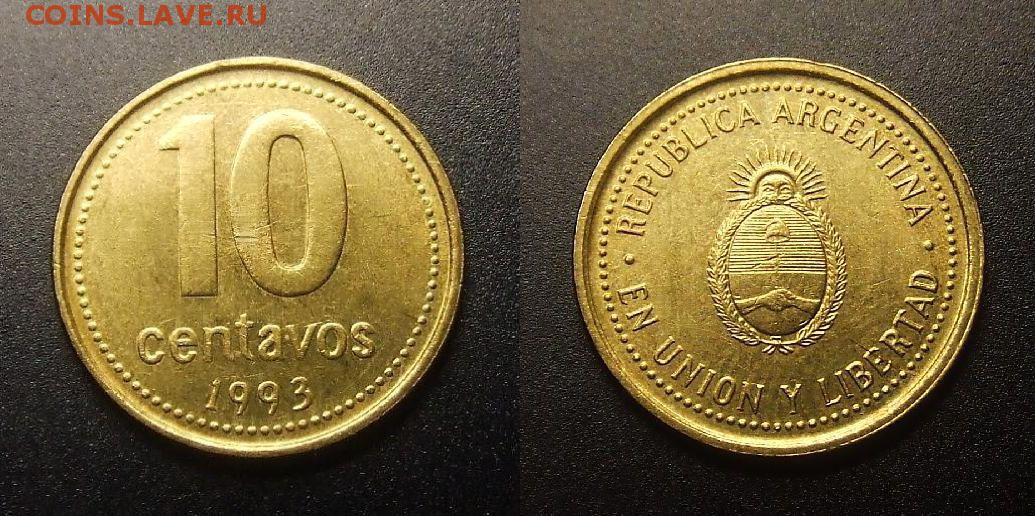 COINS.LAVE.RU
10
centavos
1993
REPUBLICA ARGENTINA
EN UNION Y LIBERTAD